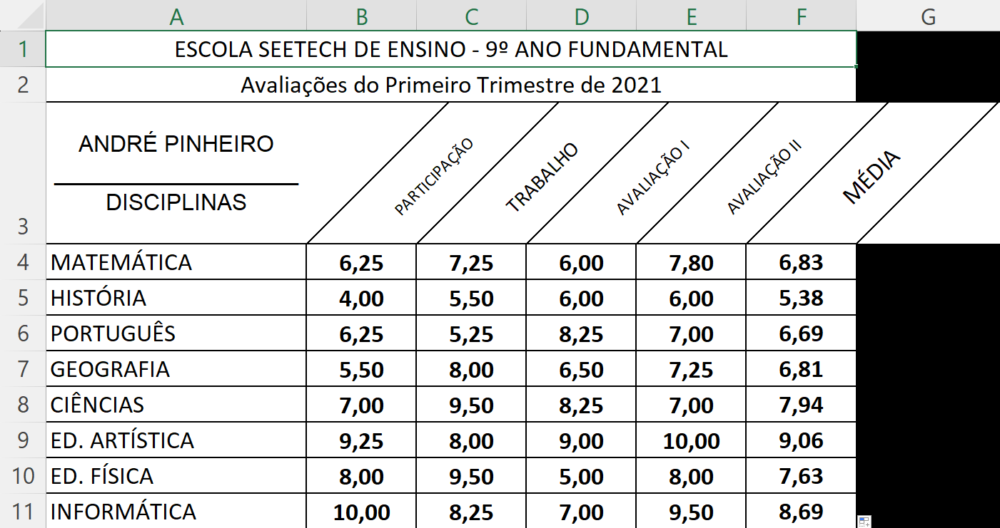 A B C D E F G
1 ESCOLA SEETECH DE ENSINO - 9º ANO FUNDAMENTAL
2 Avaliações do Primeiro Trimestre de 2021
ANDRÉ PINHEIRO
DISCIPLINAS
PARTICIPAÇÃO
TRABALHO
AVALIAÇÃO I
AVALIAÇÃO II
MÉDIA
3
4 MATEMÁTICA 6,25 7,25 6,00 7,80 6,83
5 HISTÓRIA 4,00 5,50 6,00 6,00 5,38
6 PORTUGUÊS 6,25 5,25 8,25 7,00 6,69
7 GEOGRAFIA 5,50 8,00 6,50 7,25 6,81
8 CIÊNCIAS 7,00 9,50 8,25 7,00 7,94
9 ED. ARTÍSTICA 9,25 8,00 9,00 10,00 9,06
10 ED. FÍSICA 8,00 9,50 5,00 8,00 7,63
11 INFORMÁTICA 10,00 8,25 7,00 9,50 8,69